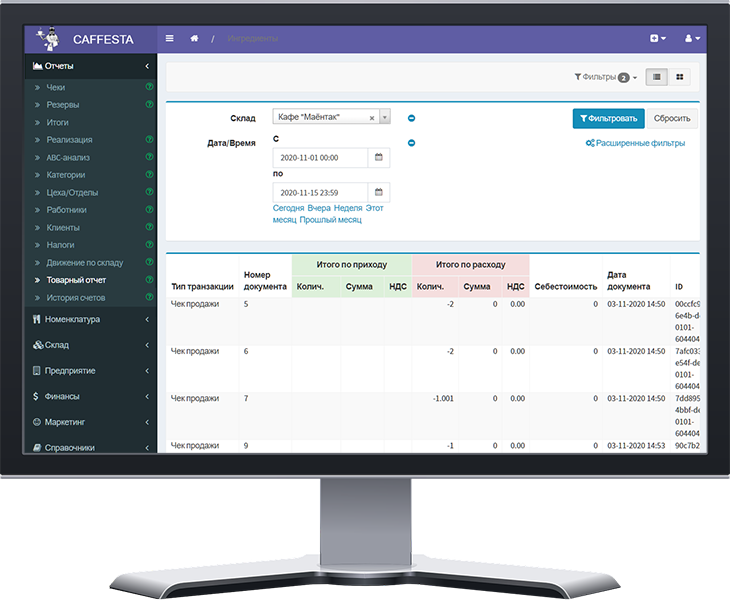 CAFFESTA
/ Ингредиенты
Отчеты
Чеки
Резервы
Итоги
Реализация
ABC-анализ
Категории
Цеха/Отделы
Работники
Клиенты
Налоги
Движение по складу
Товарный отчет
История счетов
Номенклатура
Склад
Предприятие
Финансы
Маркетинг
Справочники
Фильтры 2
Склад
Кафе "Маёнтак"
Фильтровать
Сбросить
Дата/Время
С
Расширенные фильтры
2020-11-01 00:00
по
2020-11-15 23:59
Сегодня Вчера Неделя Этот
месяц Прошлый месяц
Итого по приходу Итого по расходу
Тип транзакции Номер документа Колич. Сумма НДС Колич. Сумма НДС Себестоимость Дата документа ID
Чек продажи 5 -2 0 0.00 0 03-11-2020 14:50 00ccfc9
6e4b-d
0101-
604404
Чек продажи 6 -2 0 0.00 0 03-11-2020 14:50 7afc033
e54f-de
0101-
604404
Чек продажи 7 -1.001 0 0.00 0 03-11-2020 14:50 7dd895
4bbf-de
0101-
604404
Чек продажи 9 -1 0 0.00 0 03-11-2020 14:53 90c7b2